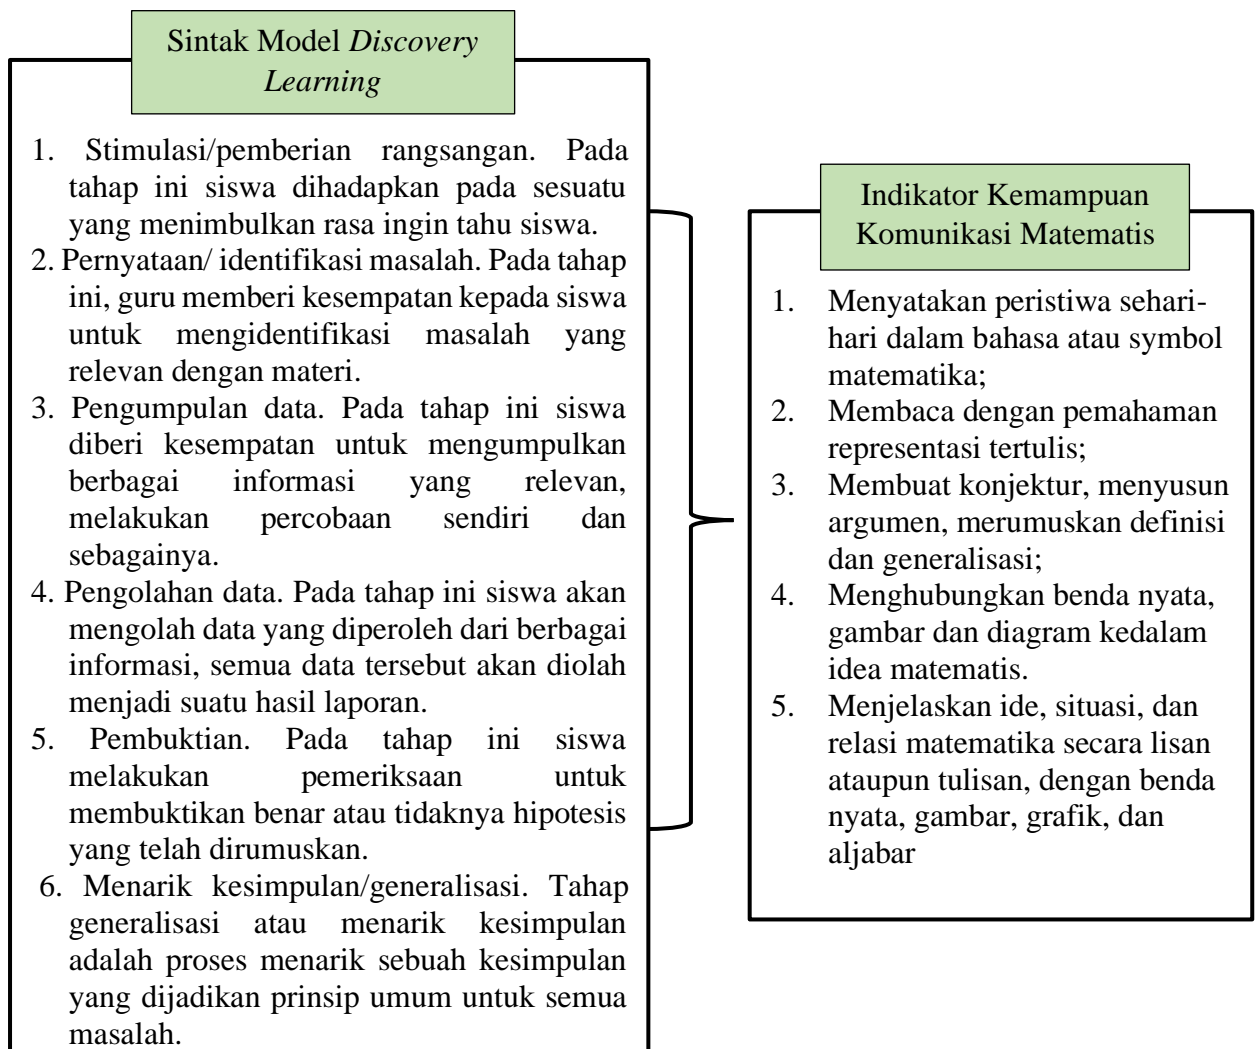 Sintak Model Discovery
Learning
1. Stimulasi/pemberian rangsangan. Pada
tahap ini siswa dihadapkan pada sesuatu
yang menimbulkan rasa ingin tahu siswa.
2. Pernyataan/ identifikasi masalah. Pada tahap
ini, guru memberi kesempatan kepada siswa
untuk mengidentifikasi masalah yang
relevan dengan materi.
3. Pengumpulan data. Pada tahap ini siswa
diberi kesempatan untuk mengumpulkan
berbagai informasi yang relevan,
melakukan percobaan sendiri dan
sebagainya.
4. Pengolahan data. Pada tahap ini siswa akan
mengolah data yang diperoleh dari berbagai
informasi, semua data tersebut akan diolah
menjadi suatu hasil laporan.
5. Pembuktian. Pada tahap ini siswa
melakukan pemeriksaan untuk
membuktikan benar atau tidaknya hipotesis
yang telah dirumuskan.
6. Menarik kesimpulan/generalisasi. Tahap
generalisasi atau menarik kesimpulan
adalah proses menarik sebuah kesimpulan
yang dijadikan prinsip umum untuk semua
masalah.
Indikator Kemampuan
Komunikasi Matematis
1. Menyatakan peristiwa sehari-
hari dalam bahasa atau symbol
matematika;
2. Membaca dengan pemahaman
representasi tertulis;
3. Membuat konjektur, menyusun
argumen, merumuskan definisi
dan generalisasi;
4. Menghubungkan benda nyata,
gambar dan diagram kedalam
idea matematis.
5. Menjelaskan ide, situasi, dan
relasi matematika secara lisan
ataupun tulisan, dengan benda
nyata, gambar, grafik, dan
aljabar